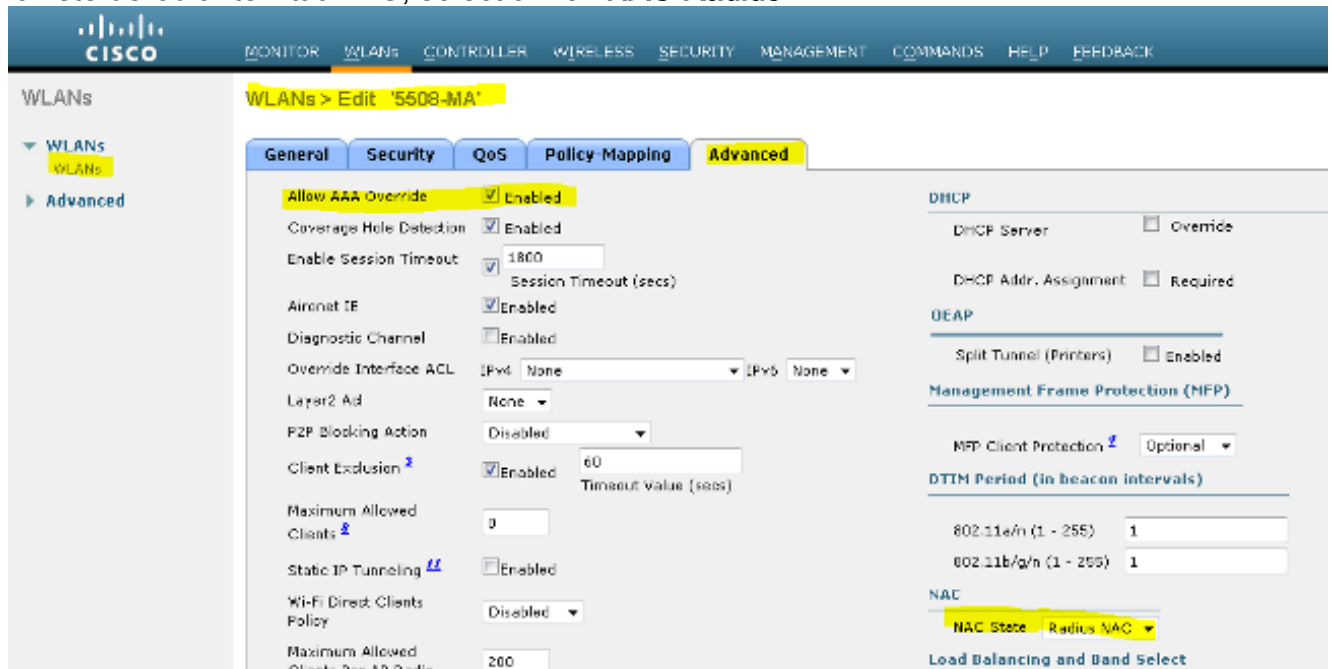 CISCO
MONITOR WLANs CONTROLLER WIRELESS SECURITY MANAGEMENT COMMANDS HELP FEEDBACK
WLANs
WLANs
WLANs
Advanced
WLANs > Edit '5508-MA'
General Security QoS Policy-Mapping Advanced
Allow AAA Override Enabled
Coverage Hole Detection Enabled
Enable Session Timeout 1800
Session Timeout (secs)
Aironet IE Enabled
Diagnostic Channel Enabled
Override Interface ACL IPv4 None IPv6 None
Layer2 Acl None
P2P Blocking Action Disabled
Client Exclusion 3 Enabled 60
Timeout Value (secs)
Maximum Allowed
Clients 8 0
Static IP Tunneling 11 Enabled
Wi-Fi Direct Clients
Policy Disabled
Maximum Allowed
200
DHCP
DHCP Server Override
DHCP Addr. Assignment Required
OEAP
Split Tunnel (Printers) Enabled
Management Frame Protection (MFP)
MFP Client Protection 4 Optional
DTIM Period (in beacon intervals)
802.11a/n (1 - 255) 1
802.11b/g/n (1 - 255) 1
NAC
NAC State Radius NAC
Load Balancing and Band Select